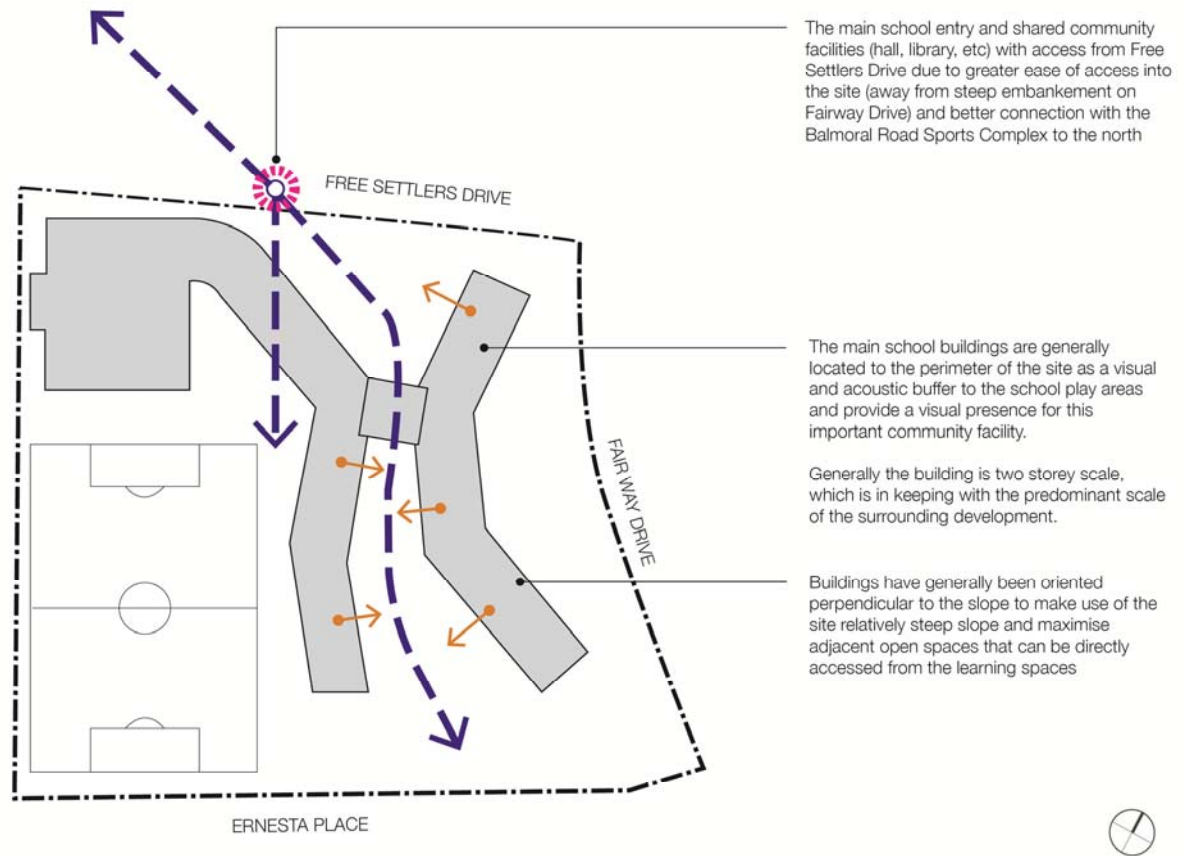 The main school entry and shared community
facilities (hall, library, etc) with access from Free
Settlers Drive due to greater ease of access into
the site (away from steep embankement on
Fairway Drive) and better connection with the
Balmoral Road Sports Complex to the north
FREE SETTLERS DRIVE
The main school buildings are generally
located to the perimeter of the site as a visual
and acoustic buffer to the school play areas
and provide a visual presence for this
important community facility.
Generally the building is two storey scale,
which is in keeping with the predominant scale
of the surrounding development.
FAIR WAY DRIVE
Buildings have generally been oriented
perpendicular to the slope to make use of the
site relatively steep slope and maximise
adjacent open spaces that can be directly
accessed from the learning spaces
ERNESTA PLACE